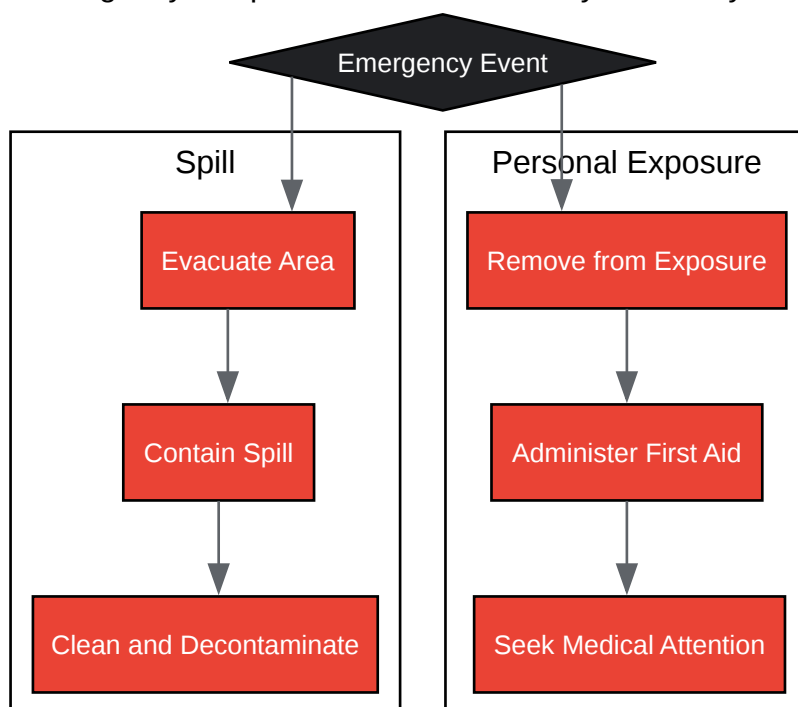 Emergency Event
Spill
Personal Exposure
Evacuate Area
Remove from Exposure
Contain Spill
Administer First Aid
Clean and Decontaminate
Seek Medical Attention